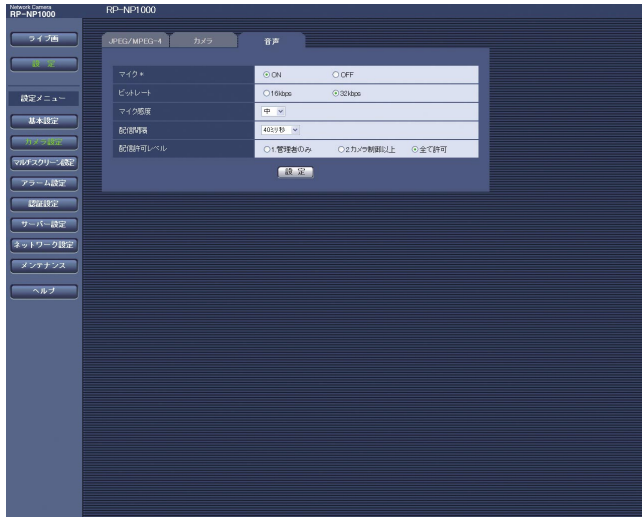 Network Camera
RP-NP1000
RP-NP1000
ライブ画
設 定
設定メニュー
基本設定
カメラ設定
マルチスクリーン設定
アラーム設定
認証設定
サーバー設定
ネットワーク設定
メンテナンス
ヘルプ
JPEG/MPEG-4 カメラ 音声
マイク* ON OFF
ビットレート 16kbps 32kbps
マイク感度 中
配信間隔 40ミリ秒
配信許可レベル 1.管理者のみ 2.カメラ制御以上 全て許可
設 定